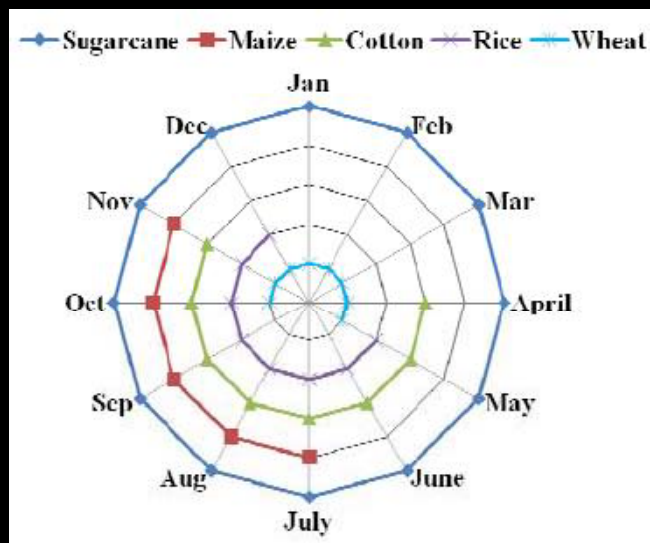 Sugarcane Maize Cotton Rice Wheat
Jan
Dec Feb
Nov Mar
Oct April
Sep May
Aug June
July